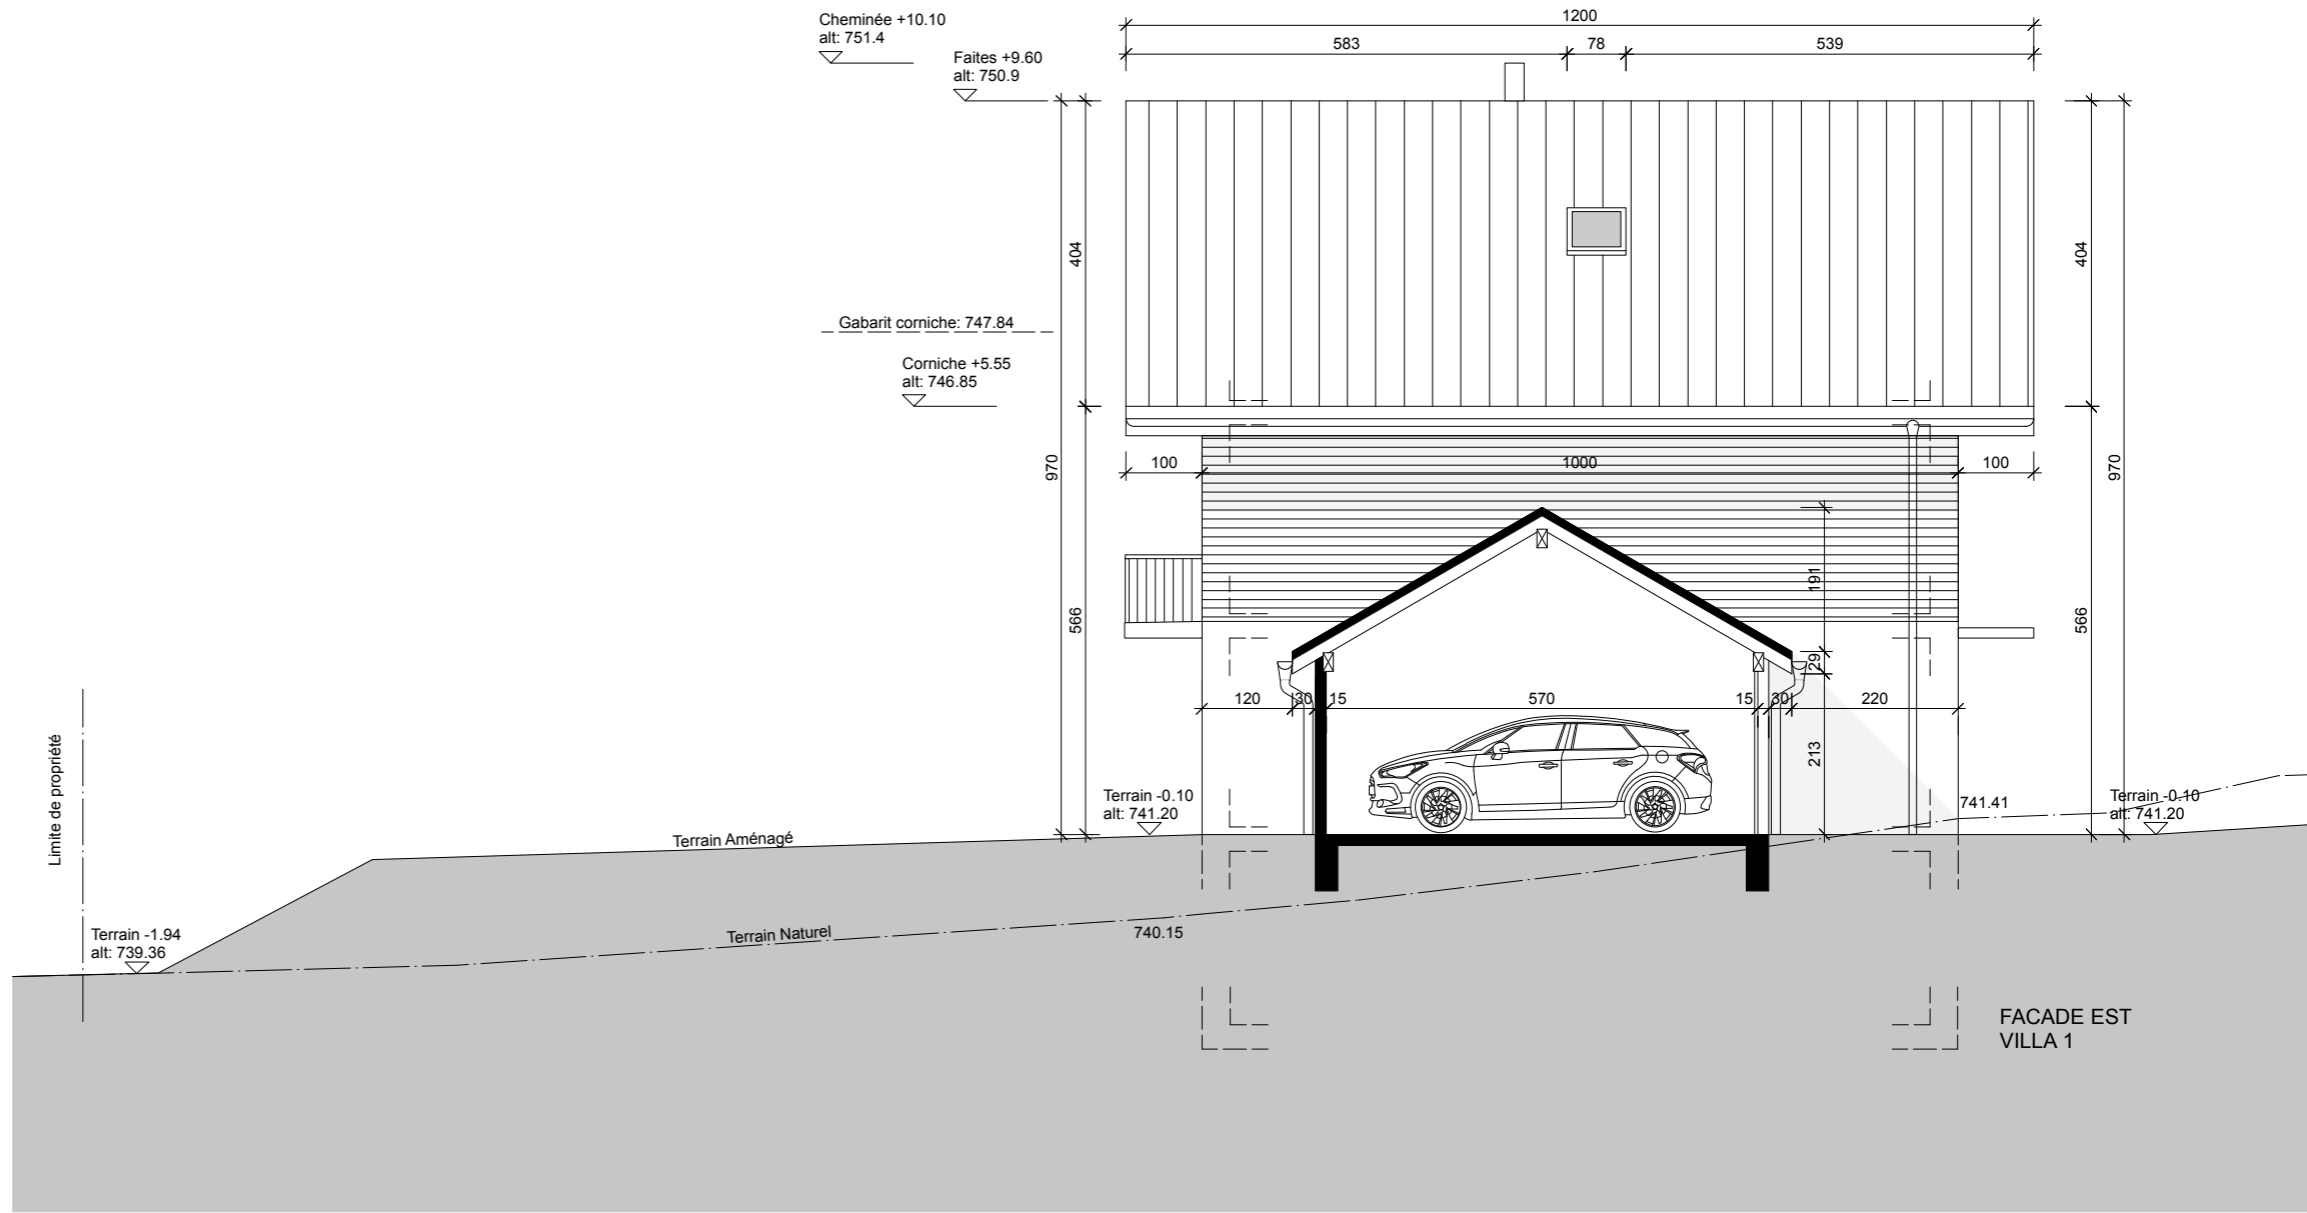 Cheminée +10.10
alt: 751.4
Faites +9.60
alt: 750.9
1200
583
78
539
404
404
Gabarit corniche: 747.84
Corniche +5.55
alt: 746.85
970
100
1000
100
970
191
566
566
29
120
30
15
570
15
30
220
213
Limite de propriété
Terrain -0.10
alt: 741.20
741.41
Terrain -0.10
alt: 741.20
Terrain Aménagé
Terrain Naturel
740.15
Terrain -1.94
alt: 739.36
FACADE EST
VILLA 1